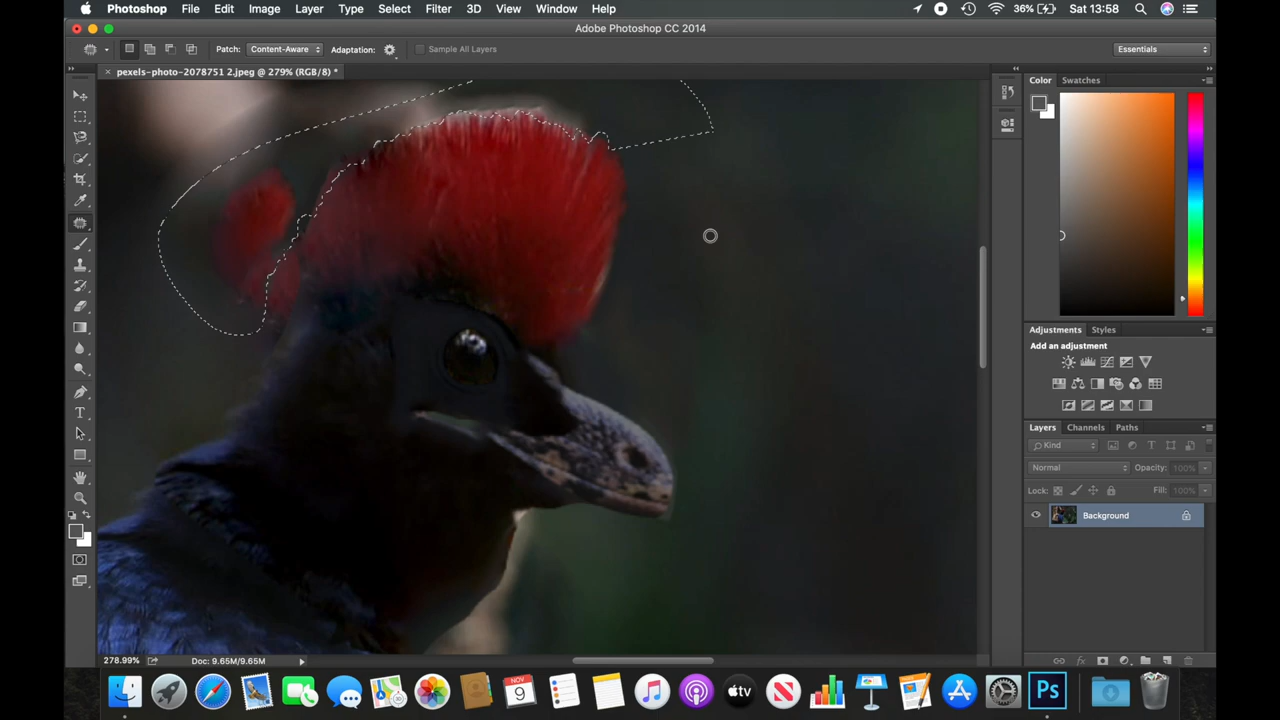 Photoshop File Edit Image Layer Type Select Filter 3D View Window Help 36% Sat 13:58
Adobe Photoshop CC 2014
Patch: Content-Aware Adaptation: Sample All Layers Essentials
pexels-photo-2078751 2.jpeg @ 279% (RGB/8) *
Color Swatches
Adjustments Styles
Add an adjustment
Layers Channels Paths
Kind
Normal Opacity: 100%
Lock: Fill: 100%
Background
278.99% Doc: 9.65M/9.65M
NOV
9
tv
Ps